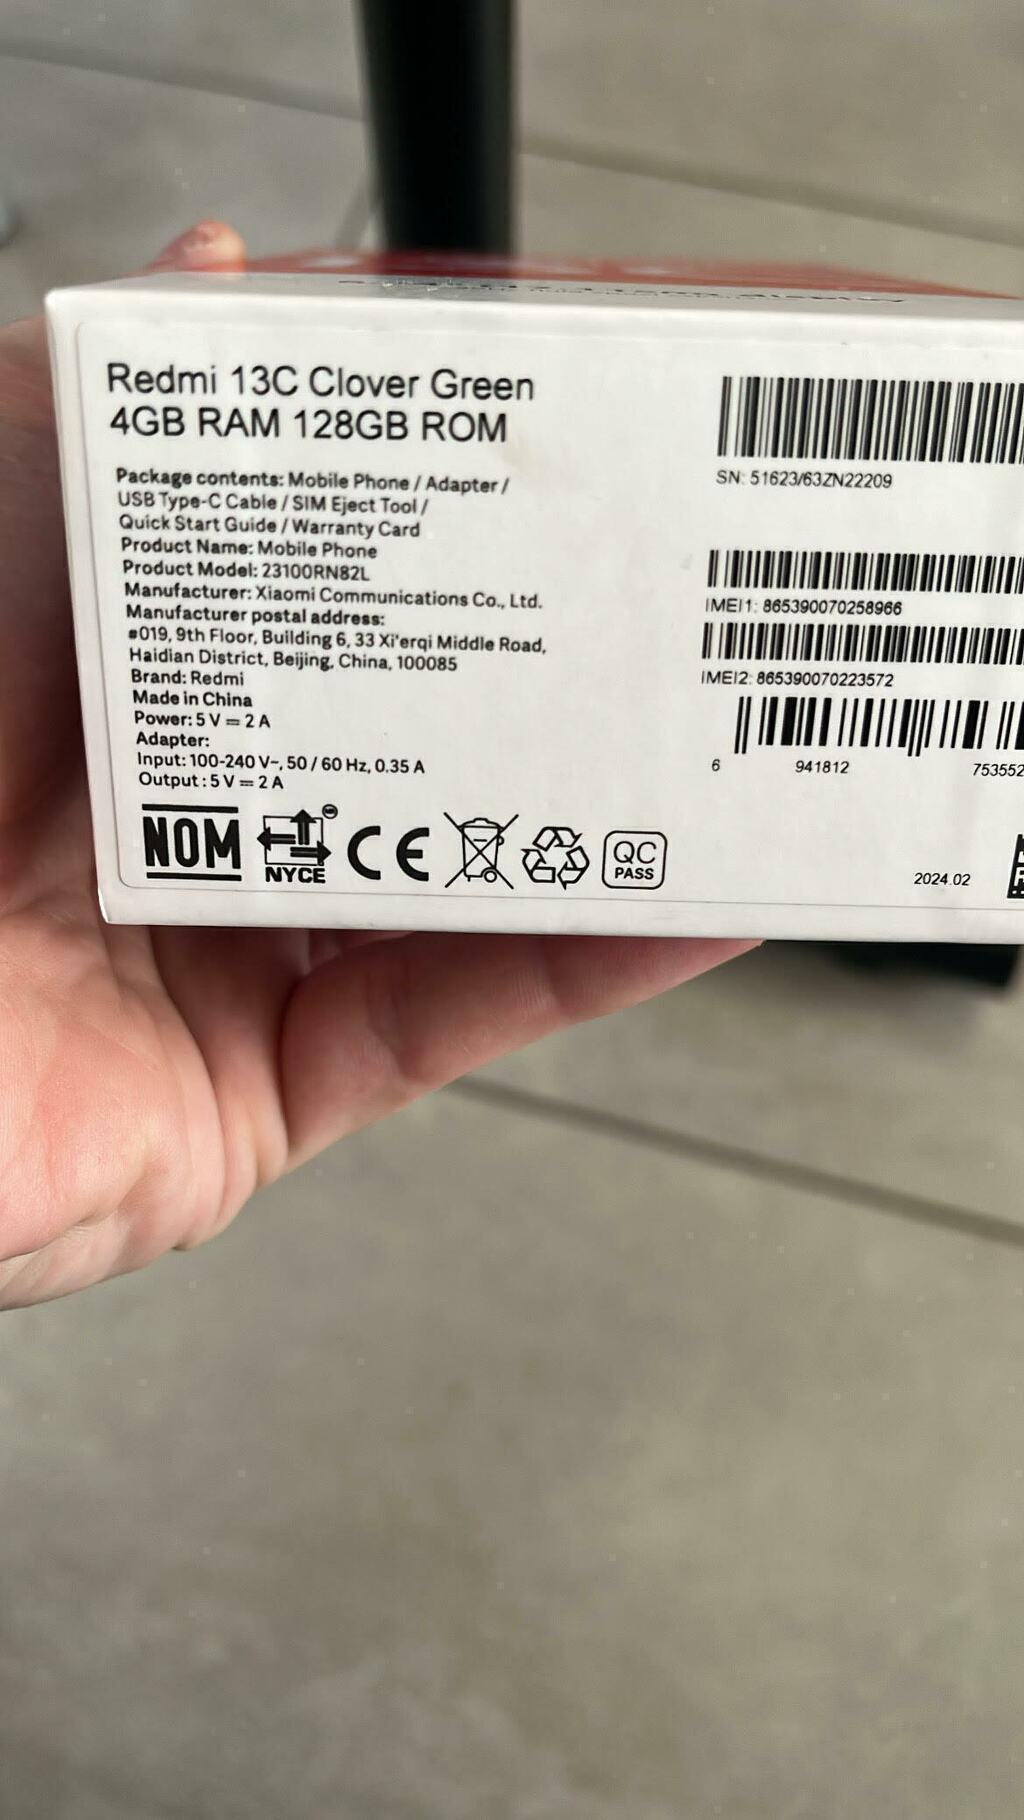 Redmi 13C Clover Green
4GB RAM 128GB ROM
Package contents: Mobile Phone / Adapter /
USB Type-C Cable / SIM Eject Tool /
Quick Start Guide / Warranty Card
Product Name: Mobile Phone
Product Model: 23100RN82L
Manufacturer: Xiaomi Communications Co., Ltd.
Manufacturer postal address:
#019, 9th Floor, Building 6, 33 Xi'erqi Middle Road,
Haidian District, Beijing, China, 100085
Brand: Redmi
Made in China
Power: 5 V ⎓ 2 A
Adapter:
Input: 100-240 V~, 50 / 60 Hz, 0.35 A
Output : 5 V ⎓ 2 A
NOM
NYCE
CE
QC
PASS
SN: 51623/63ZN22209
IMEI1: 865390070258966
IMEI2: 865390070223572
6 941812 753552
2024.02